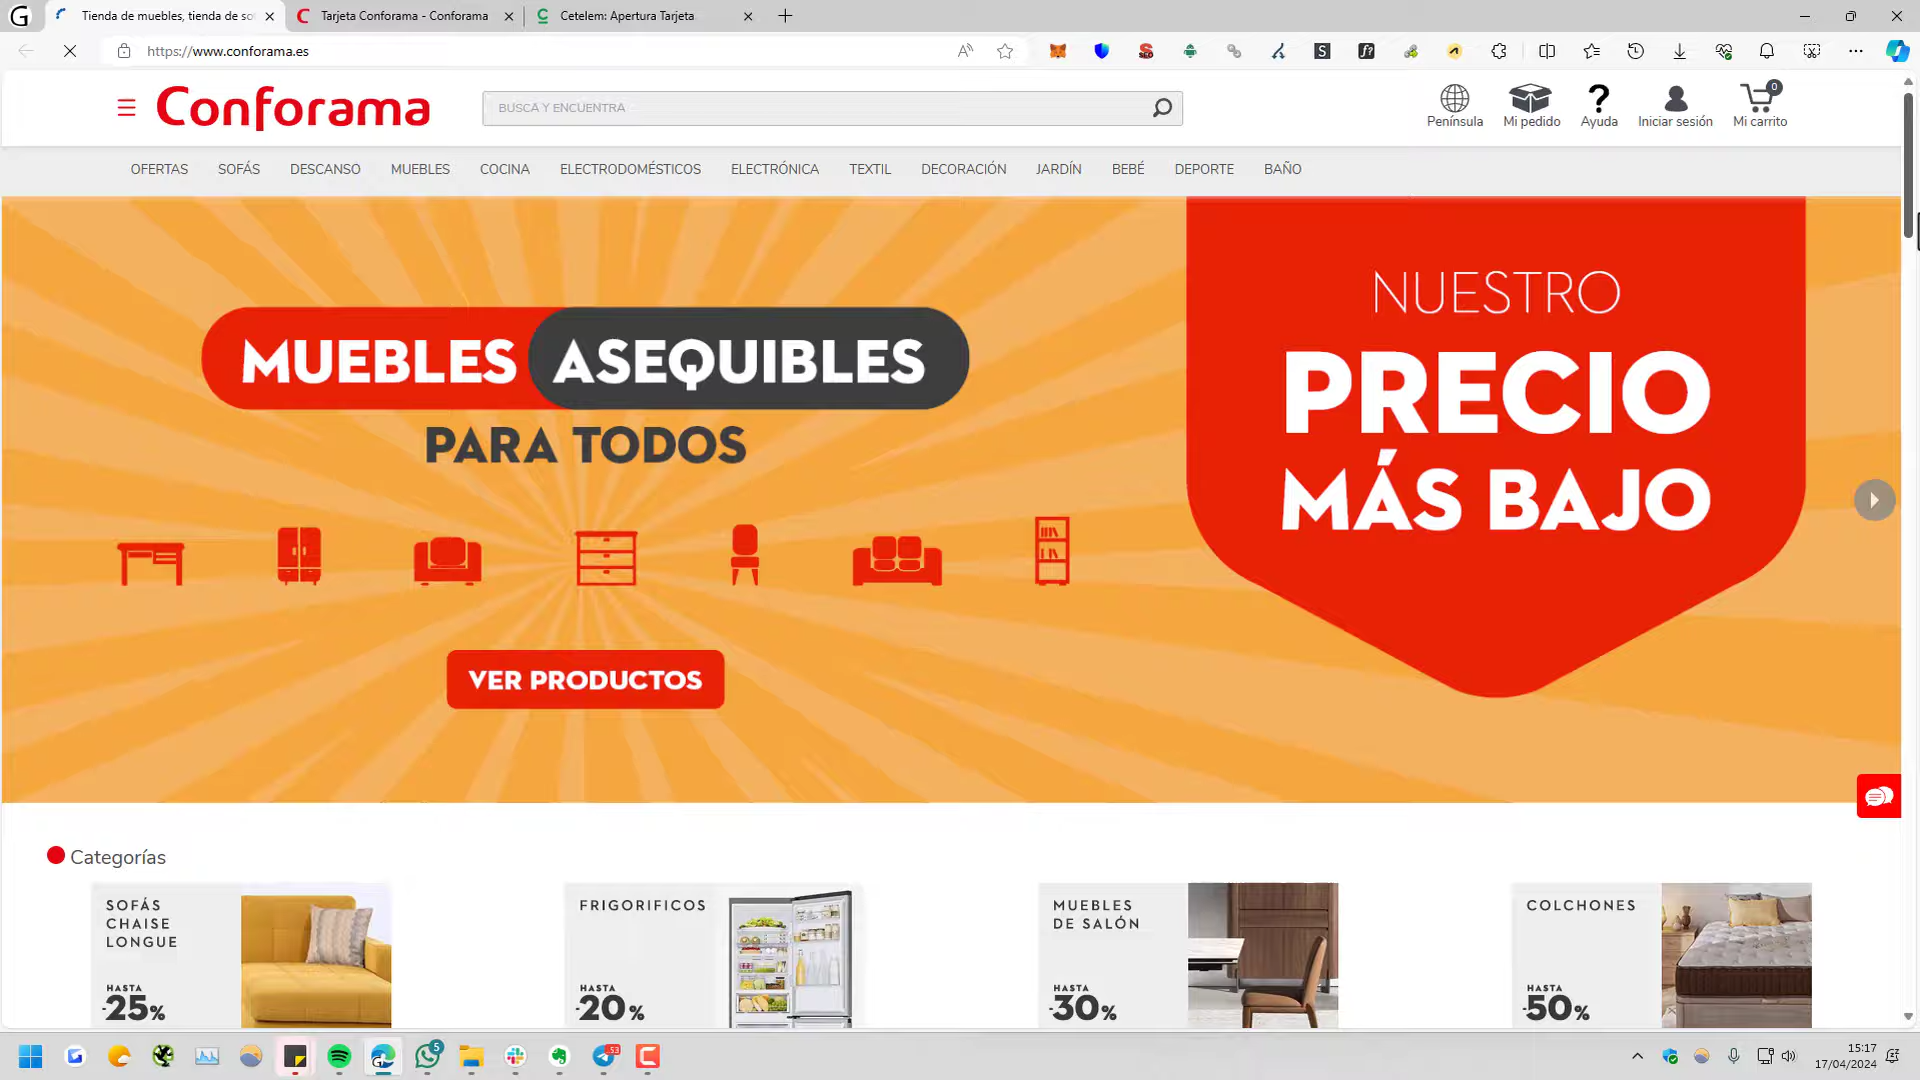 Tienda de muebles, tienda de so
Tarjeta Conforama - Conforama
Cetelem: Apertura Tarjeta
https://www.conforama.es
Conforama
BUSCA Y ENCUENTRA
Península
Mi pedido
Ayuda
Iniciar sesión
0
Mi carrito
OFERTAS
SOFÁS
DESCANSO
MUEBLES
COCINA
ELECTRODOMÉSTICOS
ELECTRÓNICA
TEXTIL
DECORACIÓN
JARDÍN
BEBÉ
DEPORTE
BAÑO
MUEBLES ASEQUIBLES
PARA TODOS
VER PRODUCTOS
NUESTRO
PRECIO
MÁS BAJO
Categorías
SOFÁS
CHAISE
LONGUE
HASTA
-25%
FRIGORIFICOS
HASTA
-20%
MUEBLES
DE SALÓN
HASTA
-30%
COLCHONES
HASTA
-50%
5
53
15:17
17/04/2024